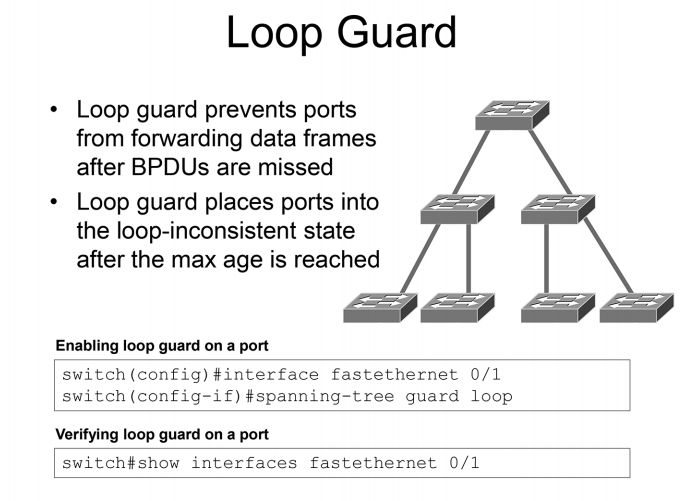 Loop Guard
• Loop guard prevents ports
from forwarding data frames
after BPDUs are missed
• Loop guard places ports into
the loop-inconsistent state
after the max age is reached
Enabling loop guard on a port
switch(config)#interface fastethernet 0/1
switch(config-if)#spanning-tree guard loop
Verifying loop guard on a port
switch#show interfaces fastethernet 0/1